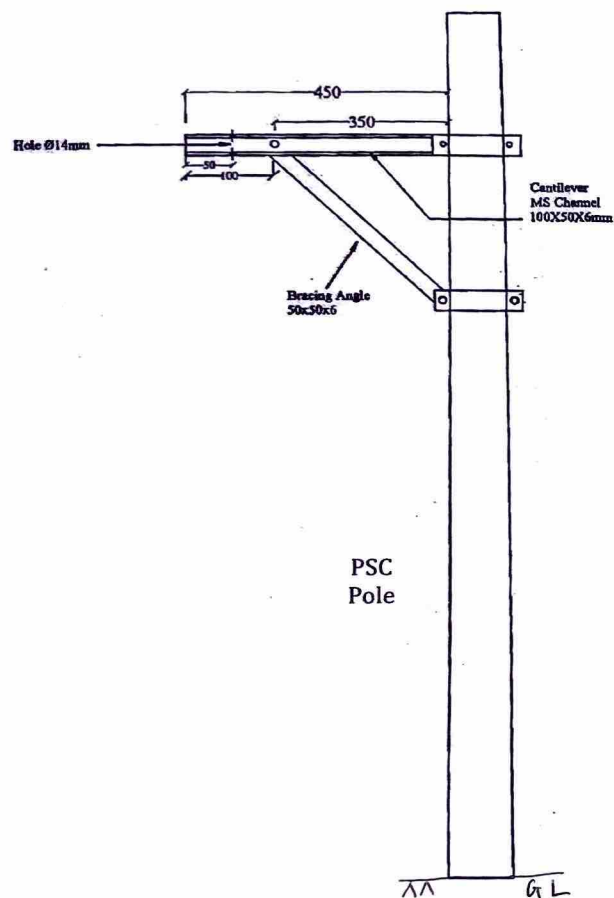 450
350
Hole Ø14mm
50
100
Cantilever
MS Channel
100X50X6mm
Bracing Angle
50x50x6
PSC
Pole
GL